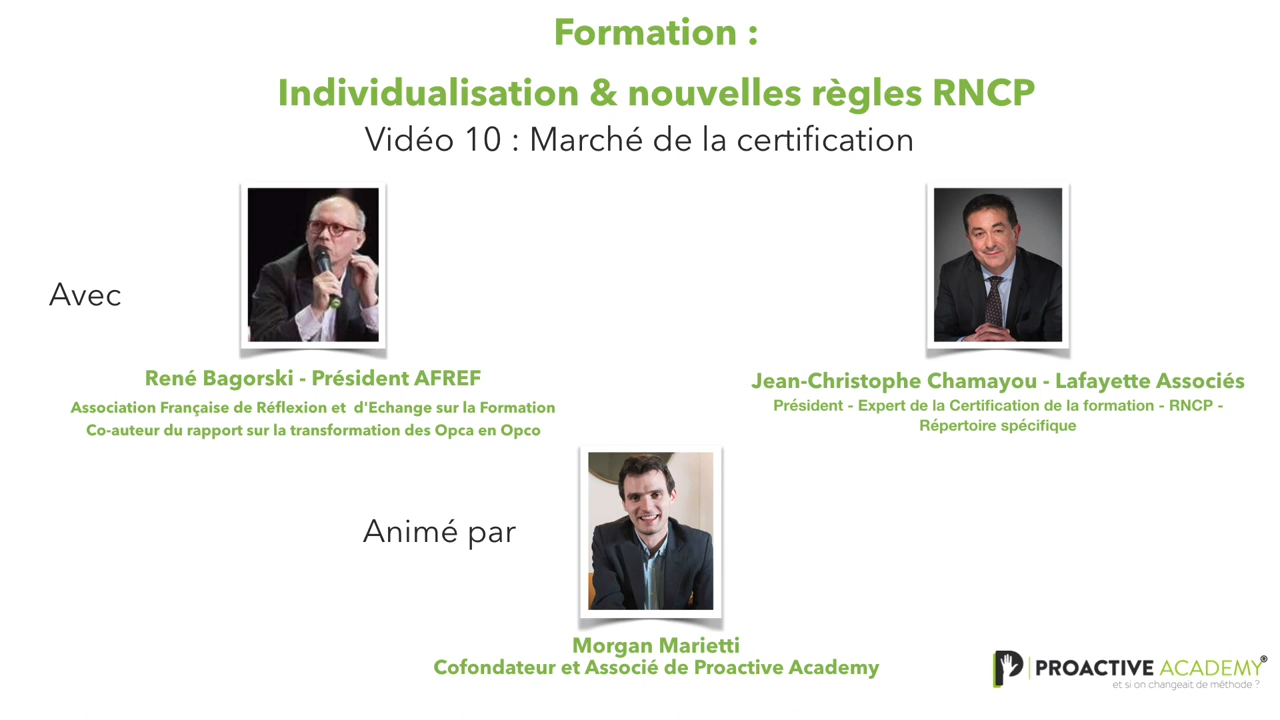 Formation :
Individualisation & nouvelles règles RNCP
Vidéo 10 : Marché de la certification
Avec
René Bagorski - Président AFREF
Association Française de Réflexion et d'Echange sur la Formation
Co-auteur du rapport sur la transformation des Opca en Opco
Jean-Christophe Chamayou - Lafayette Associés
Président - Expert de la Certification de la formation - RNCP -
Répertoire spécifique
Animé par
Morgan Marietti
Cofondateur et Associé de Proactive Academy
PROACTIVE ACADEMY®
et si on changeait de méthode ?